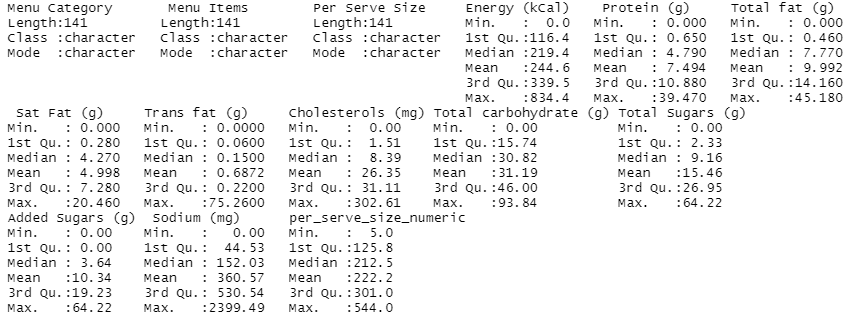 Menu Category Menu Items Per Serve Size Energy (kCal) Protein (g) Total fat (g)
Length:141 Length:141 Length:141 Min. : 0.0 Min. : 0.000 Min. : 0.000
Class :character Class :character Class :character 1st Qu.:116.4 1st Qu.: 0.650 1st Qu.: 0.460
Mode :character Mode :character Mode :character Median :219.4 Median : 4.790 Median : 7.770
Mean :244.6 Mean : 7.494 Mean : 9.992
3rd Qu.:339.5 3rd Qu.:10.880 3rd Qu.:14.160
Max. :834.4 Max. :39.470 Max. :45.180
Sat Fat (g) Trans fat (g) Cholesterols (mg) Total carbohydrate (g) Total Sugars (g)
Min. : 0.000 Min. : 0.0000 Min. : 0.00 Min. : 0.00 Min. : 0.00
1st Qu.: 0.280 1st Qu.: 0.0600 1st Qu.: 1.51 1st Qu.:15.74 1st Qu.: 2.33
Median : 4.270 Median : 0.1500 Median : 8.39 Median :30.82 Median : 9.16
Mean : 4.998 Mean : 0.6872 Mean : 26.35 Mean :31.19 Mean :15.46
3rd Qu.: 7.280 3rd Qu.: 0.2200 3rd Qu.: 31.11 3rd Qu.:46.00 3rd Qu.:26.95
Max. :20.460 Max. :75.2600 Max. :302.61 Max. :93.84 Max. :64.22
Added Sugars (g) Sodium (mg) per_serve_size_numeric
Min. : 0.00 Min. : 0.00 Min. : 5.0
1st Qu.: 0.00 1st Qu.: 44.53 1st Qu.:125.8
Median : 3.64 Median : 152.03 Median :212.5
Mean :10.34 Mean : 360.57 Mean :222.2
3rd Qu.:19.23 3rd Qu.: 530.54 3rd Qu.:301.0
Max. :64.22 Max. :2399.49 Max. :544.0